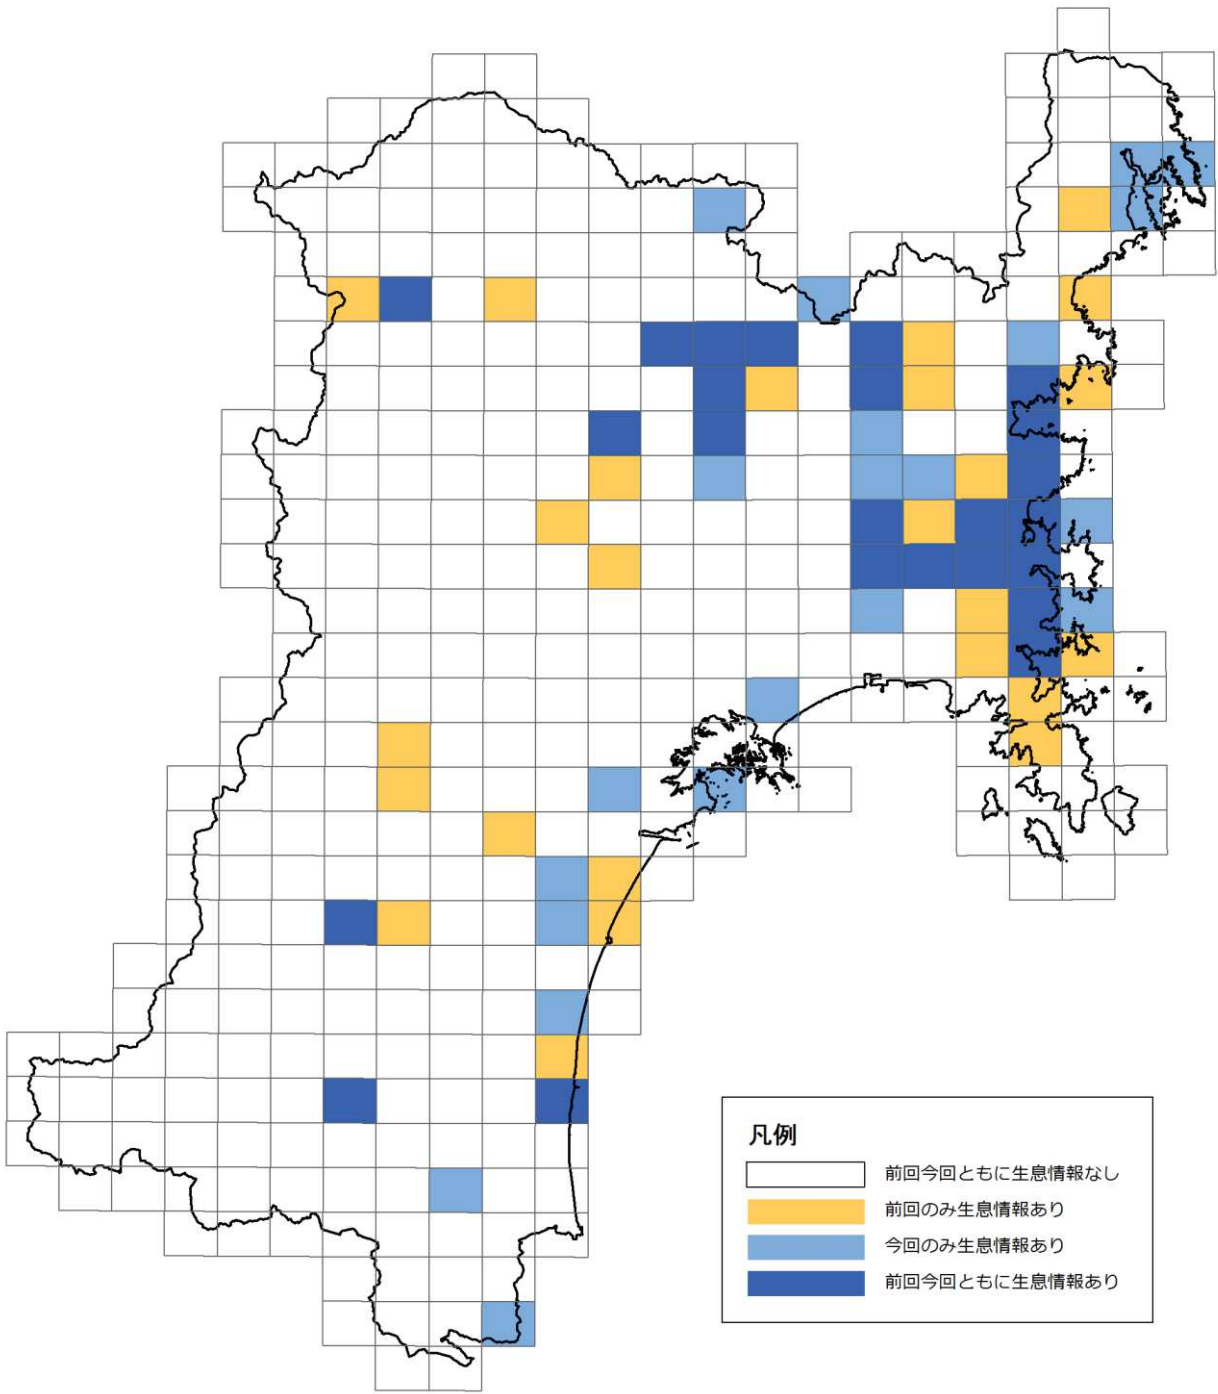 凡例
前回今回ともに生息情報なし
前回のみ生息情報あり
今回のみ生息情報あり
前回今回ともに生息情報あり